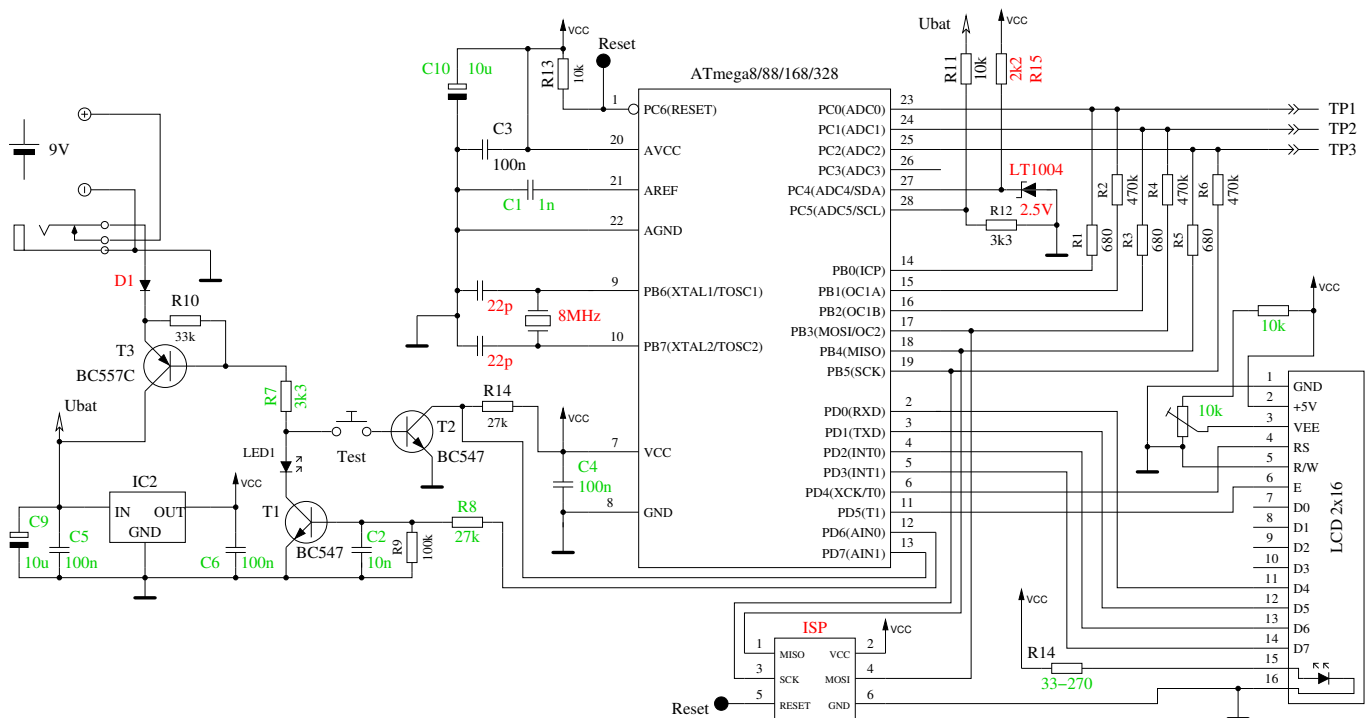 ATmega8/88/168/328
Reset
VCC
C10
10u
R13
10k
C3
100n
C1
1n
1
PC6(RESET)
20
AVCC
21
AREF
22
AGND
9
PB6(XTAL1/TOSC1)
10
PB7(XTAL2/TOSC2)
22p
8MHz
22p
7
VCC
8
GND
VCC
C4
100n
PC0(ADC0)
23
PC1(ADC1)
24
PC2(ADC2)
25
PC3(ADC3)
26
PC4(ADC4/SDA)
27
PC5(ADC5/SCL)
28
PB0(ICP)
14
PB1(OC1A)
15
PB2(OC1B)
16
PB3(MOSI/OC2)
17
PB4(MISO)
18
PB5(SCK)
19
PD0(RXD)
2
PD1(TXD)
3
PD2(INT0)
4
PD3(INT1)
5
PD4(XCK/T0)
6
PD5(T1)
11
PD6(AIN0)
12
PD7(AIN1)
13
Ubat
R11
10k
VCC
2k2
R15
LT1004
2.5V
R12
3k3
TP1
TP2
TP3
R1
680
R2
470k
R3
680
R4
470k
R5
680
R6
470k
9V
D1
R10
33k
T3
BC557C
Ubat
R7
3k3
LED1
Test
T2
BC547
R14
27k
T1
BC547
R8
27k
C2
10n
R9
100k
IC2
IN
OUT
GND
VCC
C9
10u
C5
100n
C6
100n
VCC
10k
10k
LCD 2x16
1
GND
2
+5V
3
VEE
4
RS
5
R/W
6
E
7
D0
8
D1
9
D2
10
D3
11
D4
12
D5
13
D6
14
D7
15
16
VCC
R14
33–270
ISP
1
MISO
3
SCK
5
RESET
VCC
2
MOSI
4
GND
6
VCC
Reset